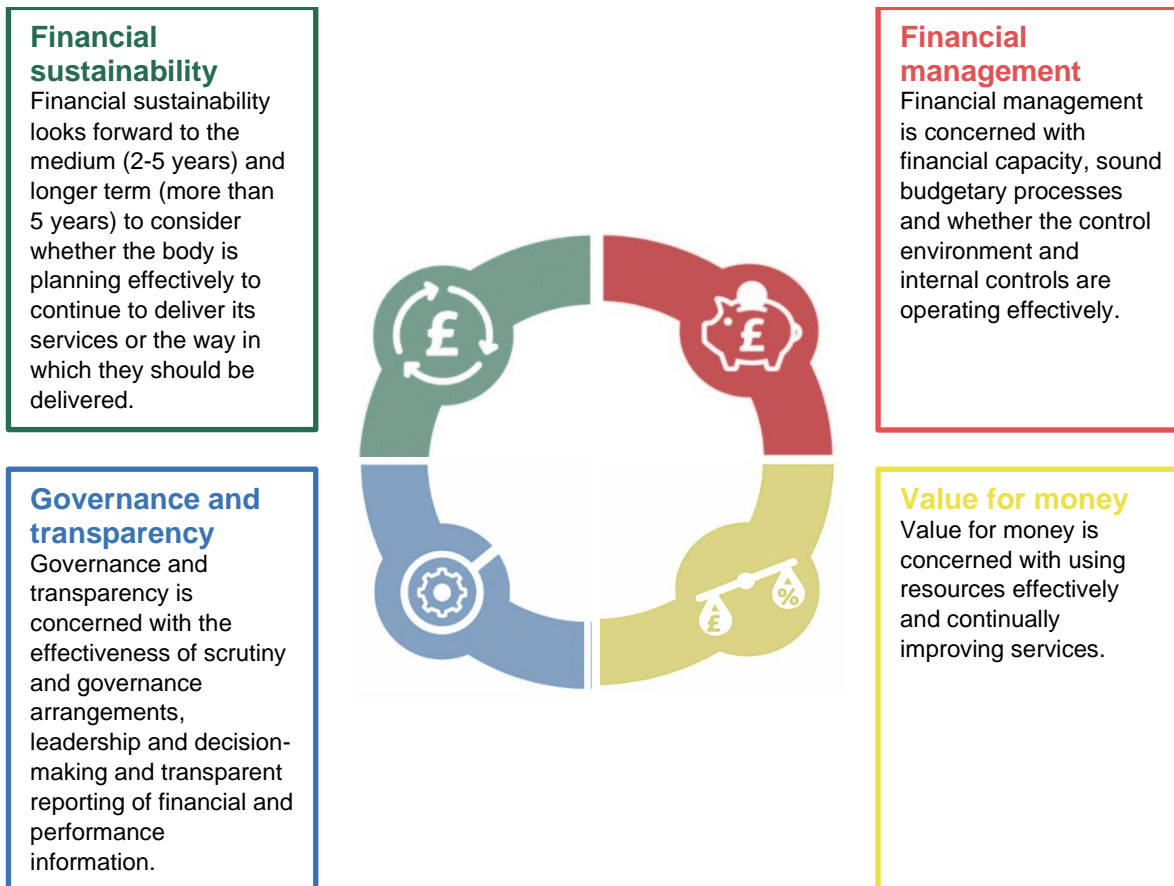 Financial
sustainability
Financial sustainability
looks forward to the
medium (2-5 years) and
longer term (more than
5 years) to consider
whether the body is
planning effectively to
continue to deliver its
services or the way in
which they should be
delivered.
Financial
management
Financial management
is concerned with
financial capacity, sound
budgetary processes
and whether the control
environment and
internal controls are
operating effectively.
£
£
Governance and
transparency
Governance and
transparency is
concerned with the
effectiveness of scrutiny
and governance
arrangements,
leadership and decision-
making and transparent
reporting of financial and
performance
information.
£
%
Value for money
Value for money is
concerned with using
resources effectively
and continually
improving services.